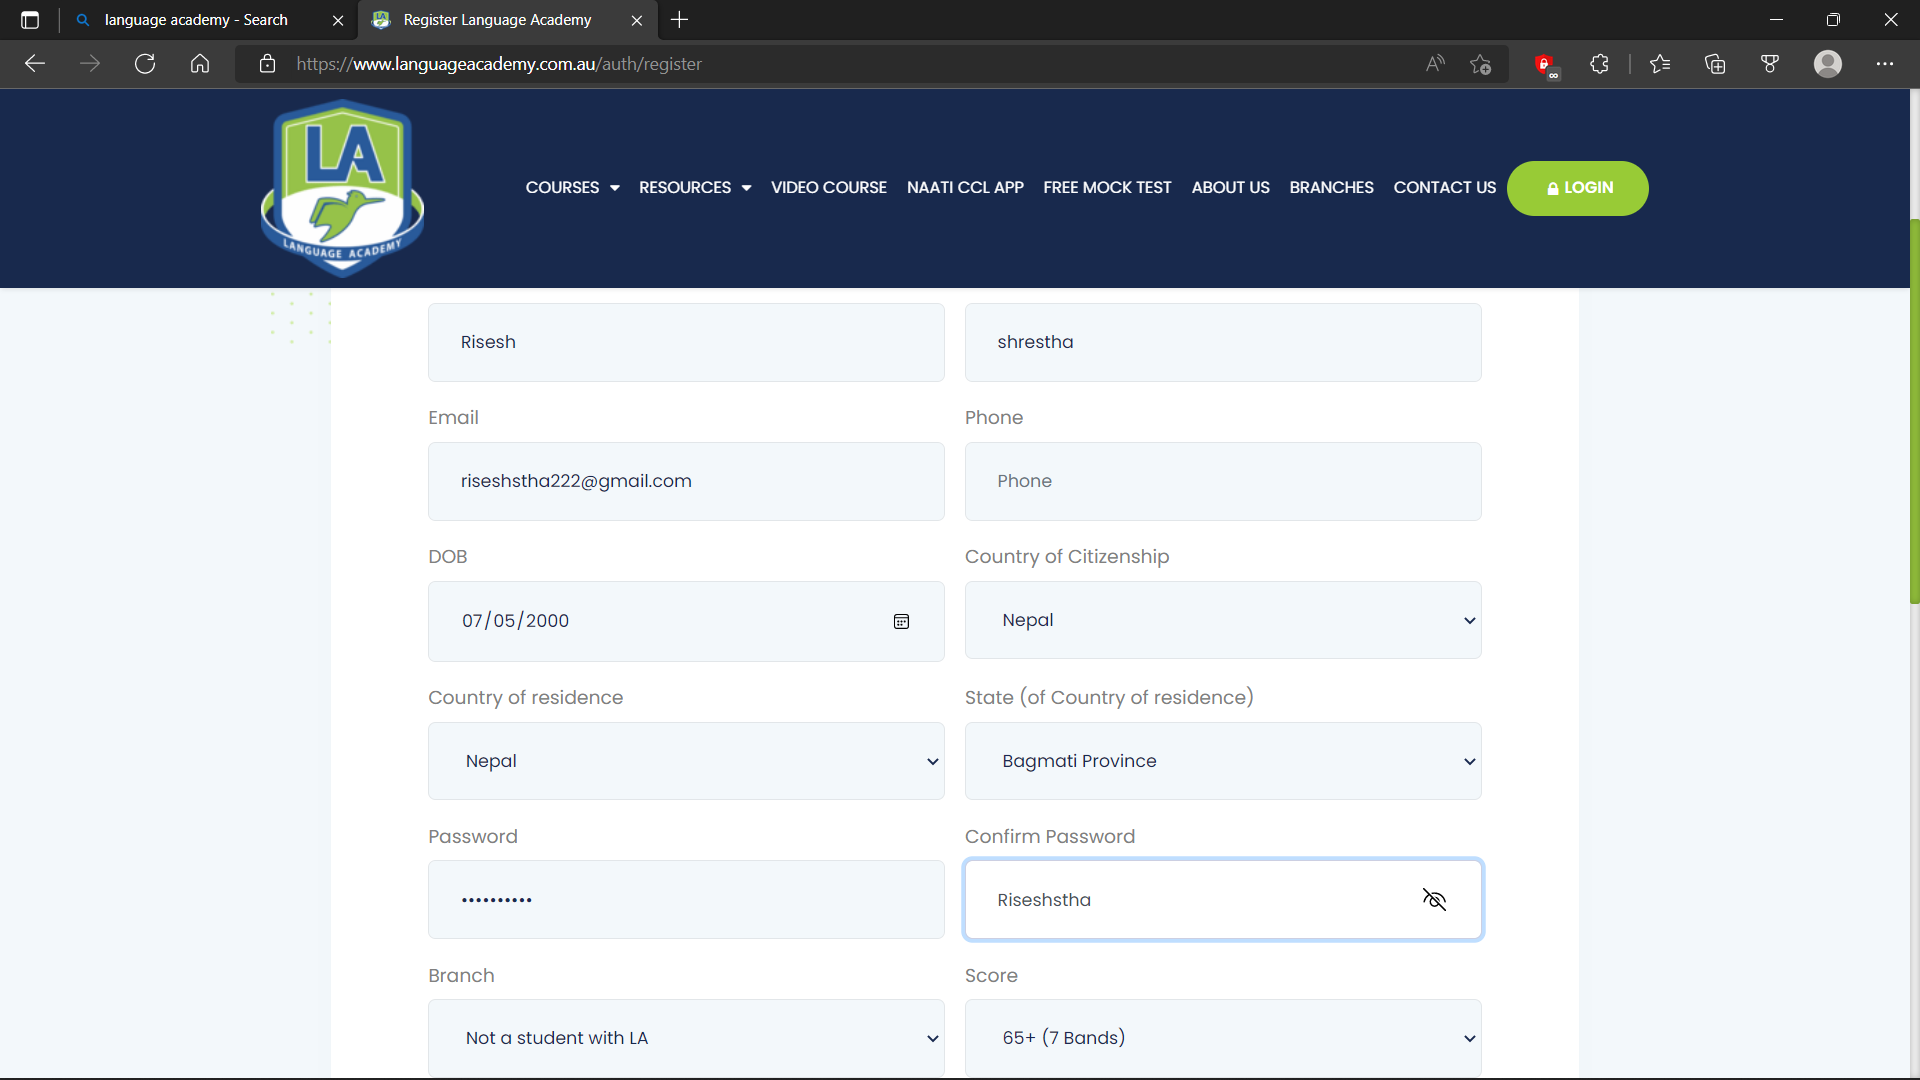 language academy - Search
Register Language Academy
https://www.languageacademy.com.au/auth/register
LA
LANGUAGE ACADEMY
COURSES RESOURCES VIDEO COURSE NAATI CCL APP FREE MOCK TEST ABOUT US BRANCHES CONTACT US LOGIN
Risesh shrestha
Email Phone
riseshstha222@gmail.com Phone
DOB Country of Citizenship
07/05/2000 Nepal
Country of residence State (of Country of residence)
Nepal Bagmati Province
Password Confirm Password
•••••••••• Riseshstha
Branch Score
Not a student with LA 65+ (7 Bands)